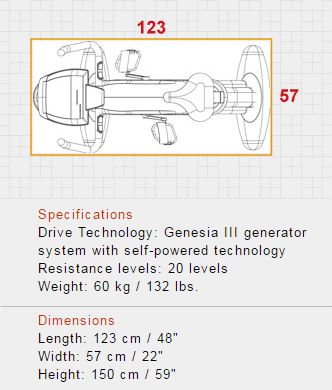 123
57
Specifications
Drive Technology: Genesia III generator
system with self-powered technology
Resistance levels: 20 levels
Weight: 60 kg / 132 lbs.
Dimensions
Length: 123 cm / 48"
Width: 57 cm / 22"
Height: 150 cm / 59"